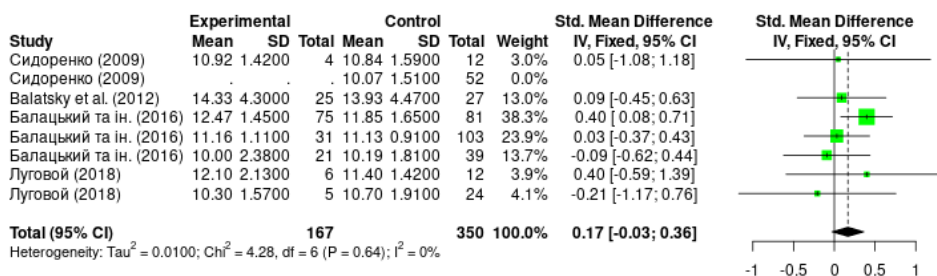 Experimental Control Std. Mean Difference Std. Mean Difference
Study Mean SD Total Mean SD Total Weight IV, Fixed, 95% CI IV, Fixed, 95% CI
Сидоренко (2009) 10.92 1.4200 4 10.84 1.5900 12 3.0% 0.05 [-1.08; 1.18]
Сидоренко (2009) . . . 10.07 1.5100 52 0.0%
Balatsky et al. (2012) 14.33 4.3000 25 13.93 4.4700 27 13.0% 0.09 [-0.45; 0.63]
Балацький та ін. (2016) 12.47 1.4500 75 11.85 1.6500 81 38.3% 0.40 [ 0.08; 0.71]
Балацький та ін. (2016) 11.16 1.1100 31 11.13 0.9100 103 23.9% 0.03 [-0.37; 0.43]
Балацький та ін. (2016) 10.00 2.3800 21 10.19 1.8100 39 13.7% -0.09 [-0.62; 0.44]
Луговой (2018) 12.10 2.1300 6 11.40 1.4200 12 3.9% 0.40 [-0.59; 1.39]
Луговой (2018) 10.30 1.5700 5 10.70 1.9100 24 4.1% -0.21 [-1.17; 0.76]
Total (95% CI) 167 350 100.0% 0.17 [-0.03; 0.36]
Heterogeneity: Tau² = 0.0100; Chi² = 4.28, df = 6 (P = 0.64); I² = 0%
-1 -0.5 0 0.5 1